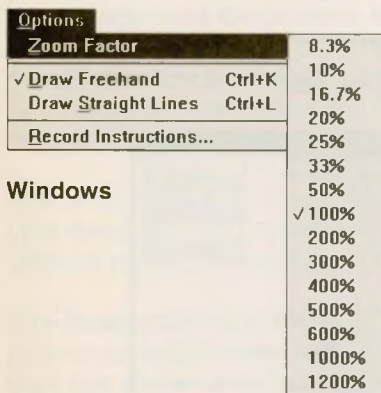 Options
Zoom Factor
✓ Draw Freehand Ctrl+K
Draw Straight Lines Ctrl+L
Record Instructions...
Windows
8.3%
10%
16.7%
20%
25%
33%
50%
✓ 100%
200%
300%
400%
500%
600%
1000%
1200%